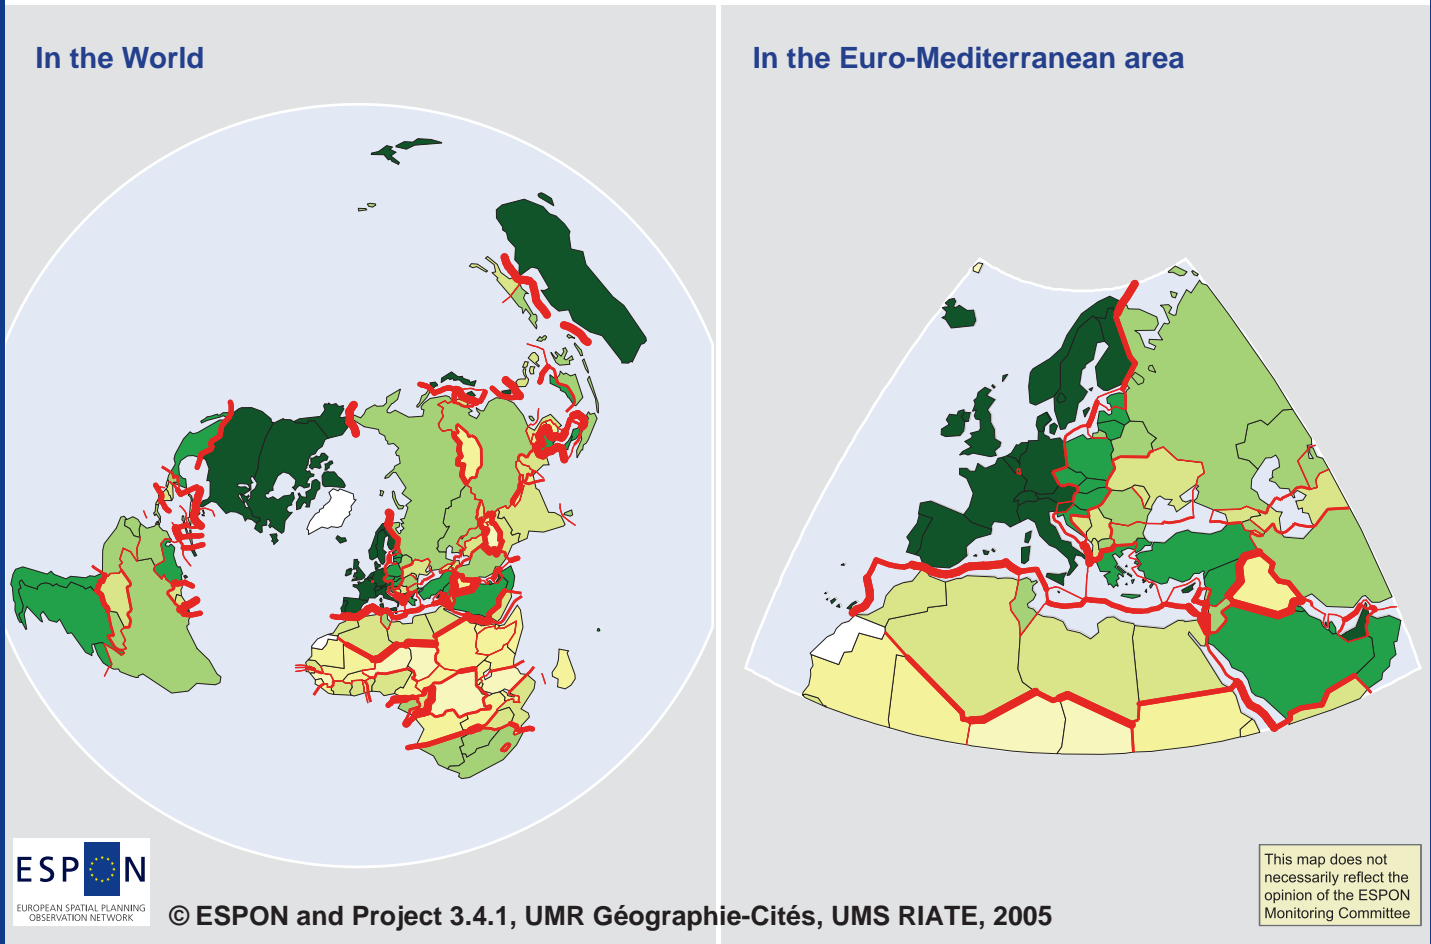 In the World
In the Euro-Mediterranean area
ESPON
EUROPEAN SPATIAL PLANNING
OBSERVATION NETWORK
© ESPON and Project 3.4.1, UMR Géographie-Cités, UMS RIATE, 2005
This map does not
necessarily reflect the
opinion of the ESPON
Monitoring Committee